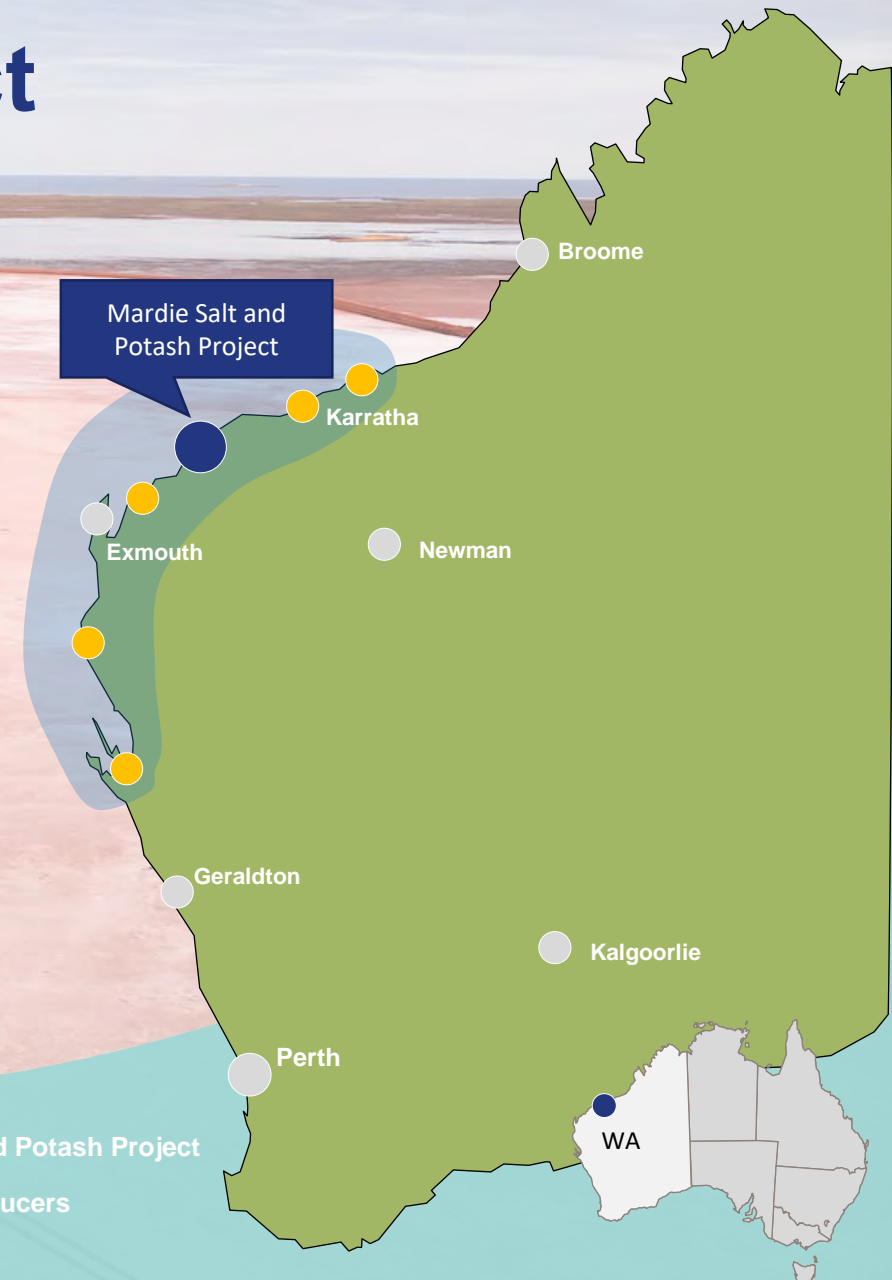 ct
Broome
Mardie Salt and
Potash Project
Karratha
Exmouth
Newman
Geraldton
Kalgoorlie
Perth
d Potash Project
WA
ucers